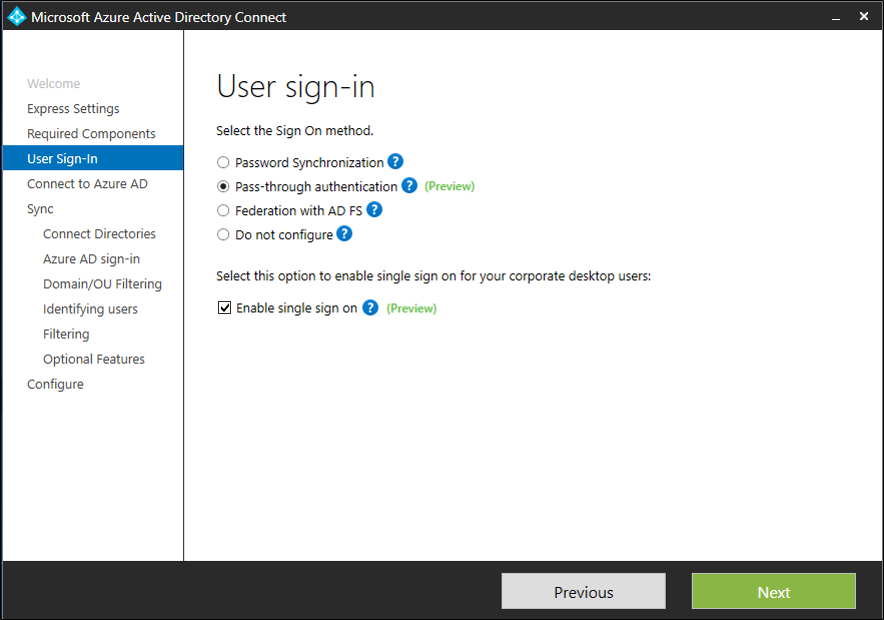 Microsoft Azure Active Directory Connect
Welcome
Express Settings
Required Components
User Sign-In
Connect to Azure AD
Sync
Connect Directories
Azure AD sign-in
Domain/OU Filtering
Identifying users
Filtering
Optional Features
Configure
User sign-in
Select the Sign On method.
Password Synchronization ?
Pass-through authentication ? (Preview)
Federation with AD FS ?
Do not configure ?
Select this option to enable single sign on for your corporate desktop users:
Enable single sign on ? (Preview)
Previous
Next